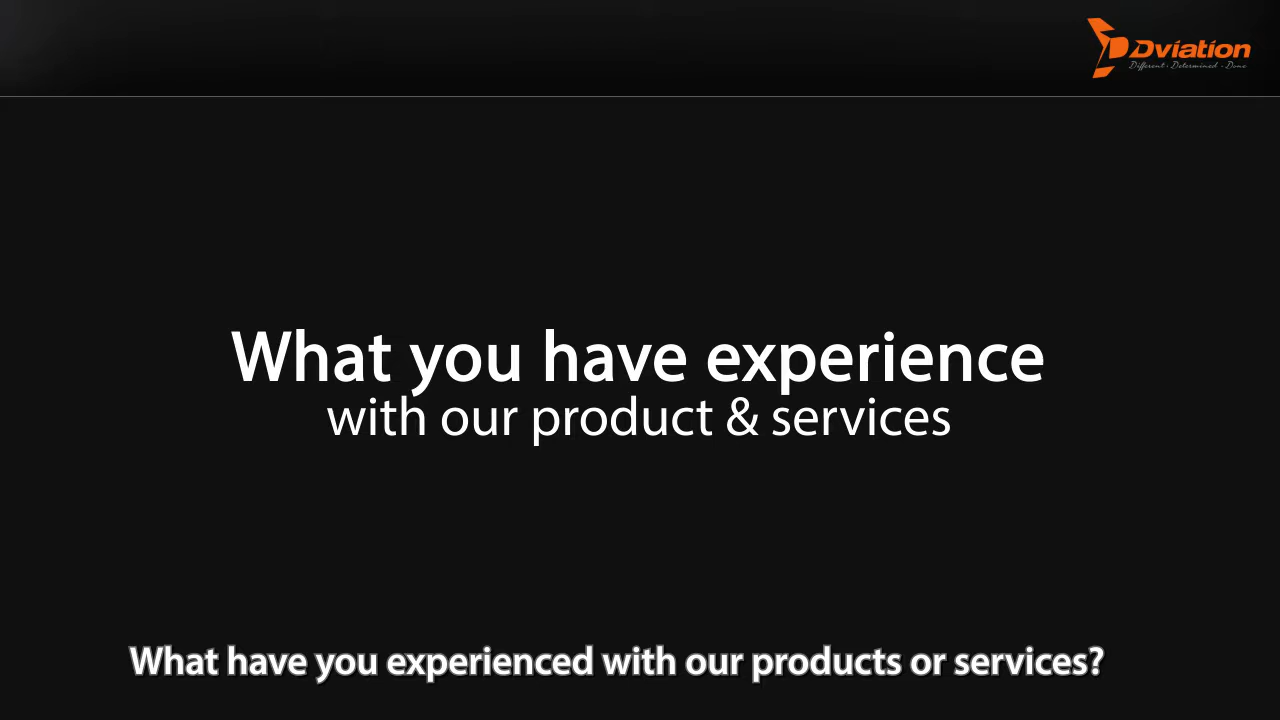 Dviation
Different · Determined · Done
What you have experience
with our product & services
What have you experienced with our products or services?